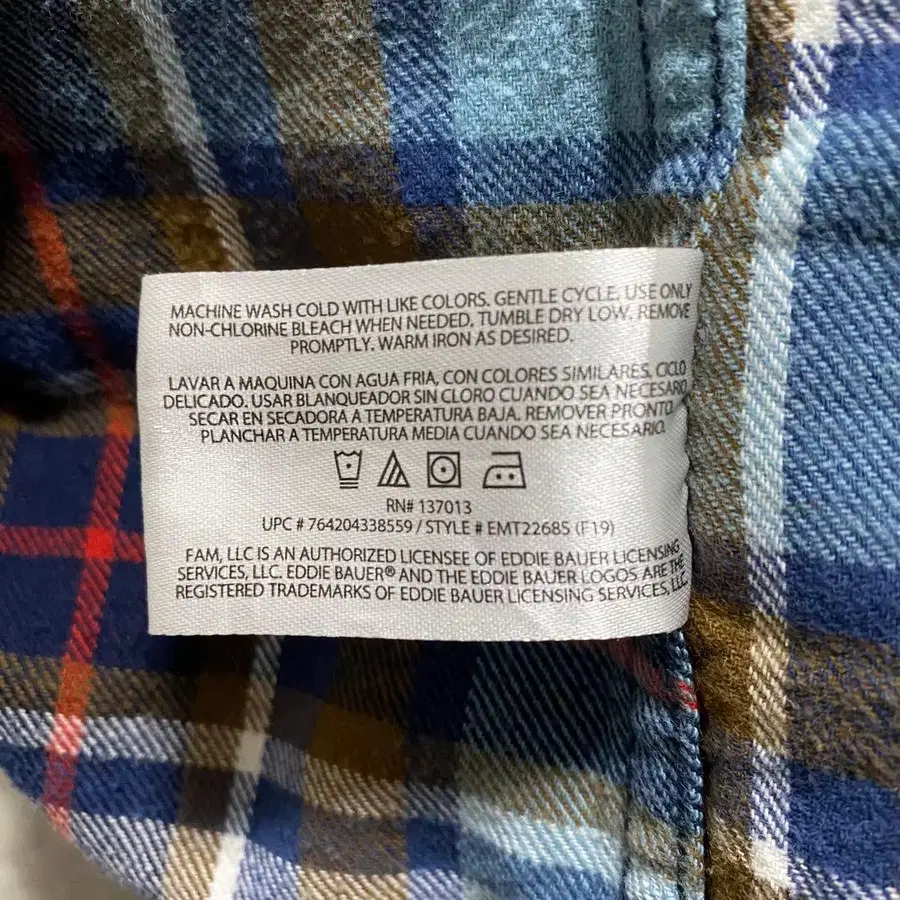 MACHINE WASH COLD WITH LIKE COLORS. GENTLE CYCLE. USE ONLY
NON-CHLORINE BLEACH WHEN NEEDED. TUMBLE DRY LOW. REMOVE
PROMPTLY. WARM IRON AS DESIRED.
LAVAR A MAQUINA CON AGUA FRIA, CON COLORES SIMILARES. CICLO
DELICADO. USAR BLANQUEADOR SIN CLORO CUANDO SEA NECESARIO.
SECAR EN SECADORA A TEMPERATURA BAJA. REMOVER PRONTO.
PLANCHAR A TEMPERATURA MEDIA CUANDO SEA NECESARIO.
RN# 137013
UPC # 764204338559 / STYLE # EMT22685 (F19)
FAM, LLC IS AN AUTHORIZED LICENSEE OF EDDIE BAUER LICENSING
SERVICES, LLC. EDDIE BAUER® AND THE EDDIE BAUER LOGOS ARE THE
REGISTERED TRADEMARKS OF EDDIE BAUER LICENSING SERVICES, LLC.